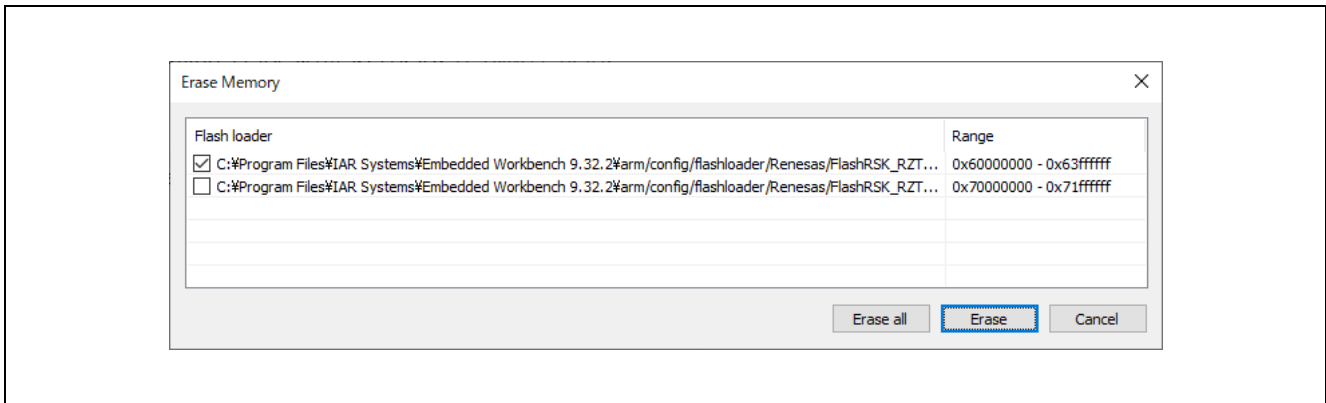 Erase Memory
Flash loader Range
C:¥Program Files¥IAR Systems¥Embedded Workbench 9.32.2¥arm/config/flashloader/Renesas/FlashRSK_RZT... 0x60000000 - 0x63ffffff
C:¥Program Files¥IAR Systems¥Embedded Workbench 9.32.2¥arm/config/flashloader/Renesas/FlashRSK_RZT... 0x70000000 - 0x71ffffff
Erase all Erase Cancel